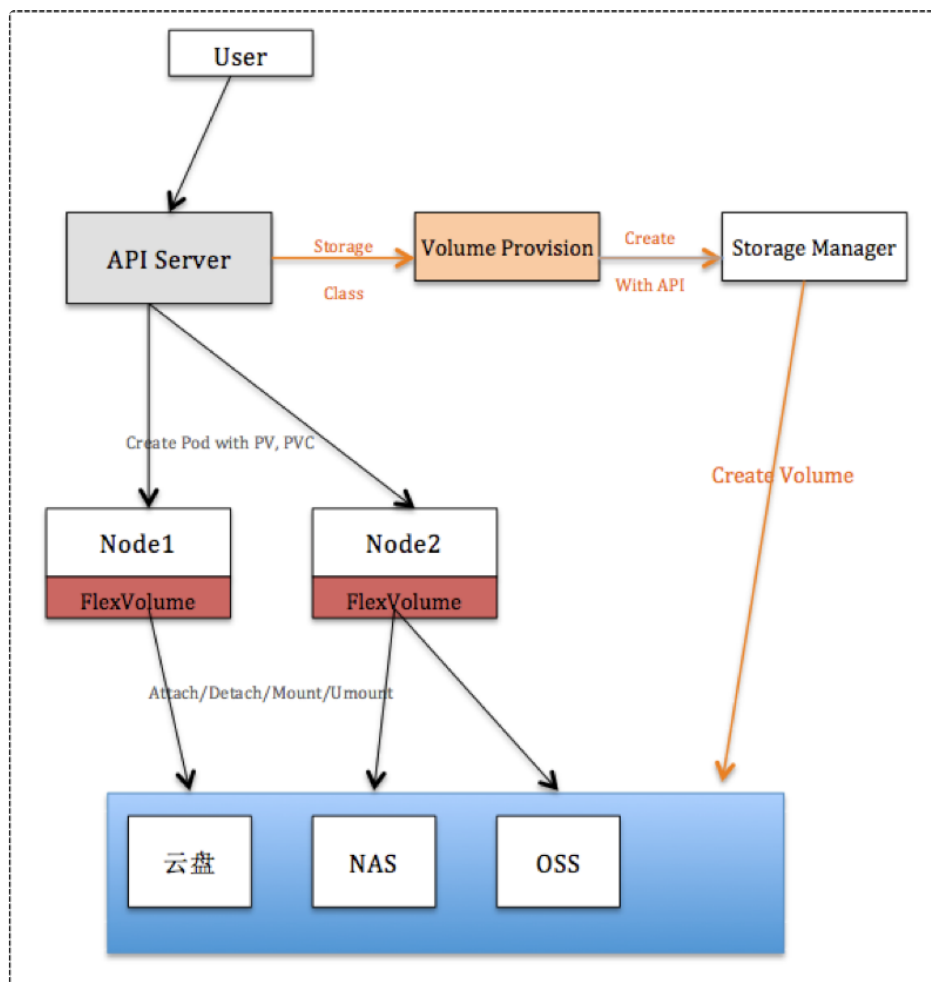 User
API Server
Storage
Class
Volume Provision
Create
With API
Storage Manager
Create Pod with PV, PVC
Create Volume
Node1
FlexVolume
Node2
FlexVolume
Attach/Detach/Mount/Umount
云盘
NAS
OSS